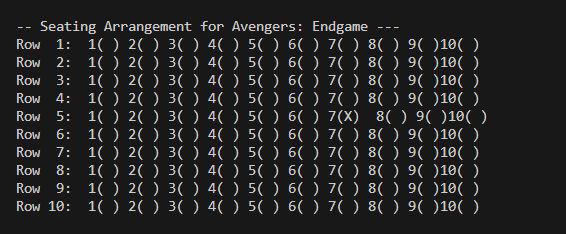 -- Seating Arrangement for Avengers: Endgame ---
Row  1:  1( ) 2( ) 3( ) 4( ) 5( ) 6( ) 7( ) 8( ) 9( )10( )
Row  2:  1( ) 2( ) 3( ) 4( ) 5( ) 6( ) 7( ) 8( ) 9( )10( )
Row  3:  1( ) 2( ) 3( ) 4( ) 5( ) 6( ) 7( ) 8( ) 9( )10( )
Row  4:  1( ) 2( ) 3( ) 4( ) 5( ) 6( ) 7( ) 8( ) 9( )10( )
Row  5:  1( ) 2( ) 3( ) 4( ) 5( ) 6( ) 7(X)  8( ) 9( )10( )
Row  6:  1( ) 2( ) 3( ) 4( ) 5( ) 6( ) 7( ) 8( ) 9( )10( )
Row  7:  1( ) 2( ) 3( ) 4( ) 5( ) 6( ) 7( ) 8( ) 9( )10( )
Row  8:  1( ) 2( ) 3( ) 4( ) 5( ) 6( ) 7( ) 8( ) 9( )10( )
Row  9:  1( ) 2( ) 3( ) 4( ) 5( ) 6( ) 7( ) 8( ) 9( )10( )
Row 10:  1( ) 2( ) 3( ) 4( ) 5( ) 6( ) 7( ) 8( ) 9( )10( )